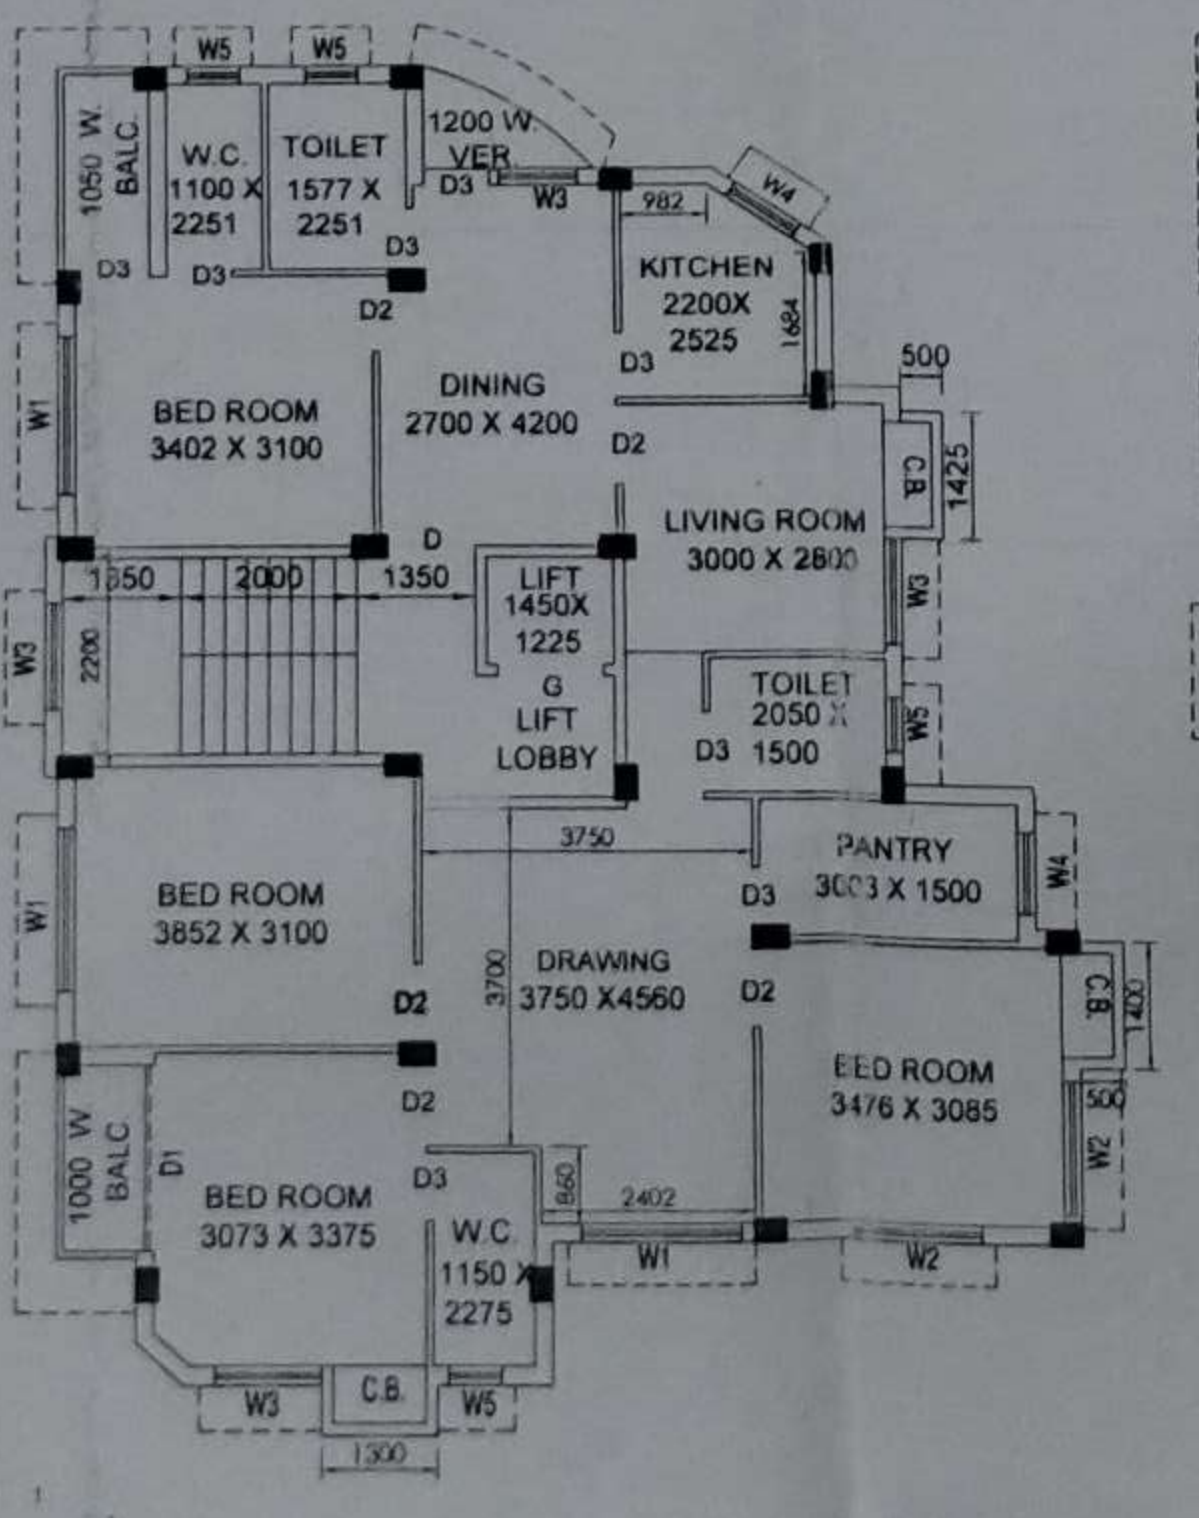 W5
W5
1050 W.
BALC.
W.C.
1100 X
2251
TOILET
1577 X
2251
1200 W.
VER.
D3
W3
982
W4
D3
D3
D3
D2
KITCHEN
2200X
2525
1684
D3
500
W1
BED ROOM
3402 X 3100
DINING
2700 X 4200
D2
C.B.
1425
LIVING ROOM
3000 X 2800
W3
D
2000
1350
LIFT
1450X
1225
W3
2200
G
LIFT
LOBBY
TOILET
2050 X
1500
D3
W5
3750
PANTRY
X 1500
W4
D3
W1
BED ROOM
3852 X 3100
D2
3700
DRAWING
3750 X4560
D2
C.B.
1400
BED ROOM
3476 X 3085
500
W2
D2
1000 W
BALC
D1
BED ROOM
3073 X 3375
D3
W.C.
1150 X
2275
860
2402
W1
W2
W3
C.B.
W5
1300